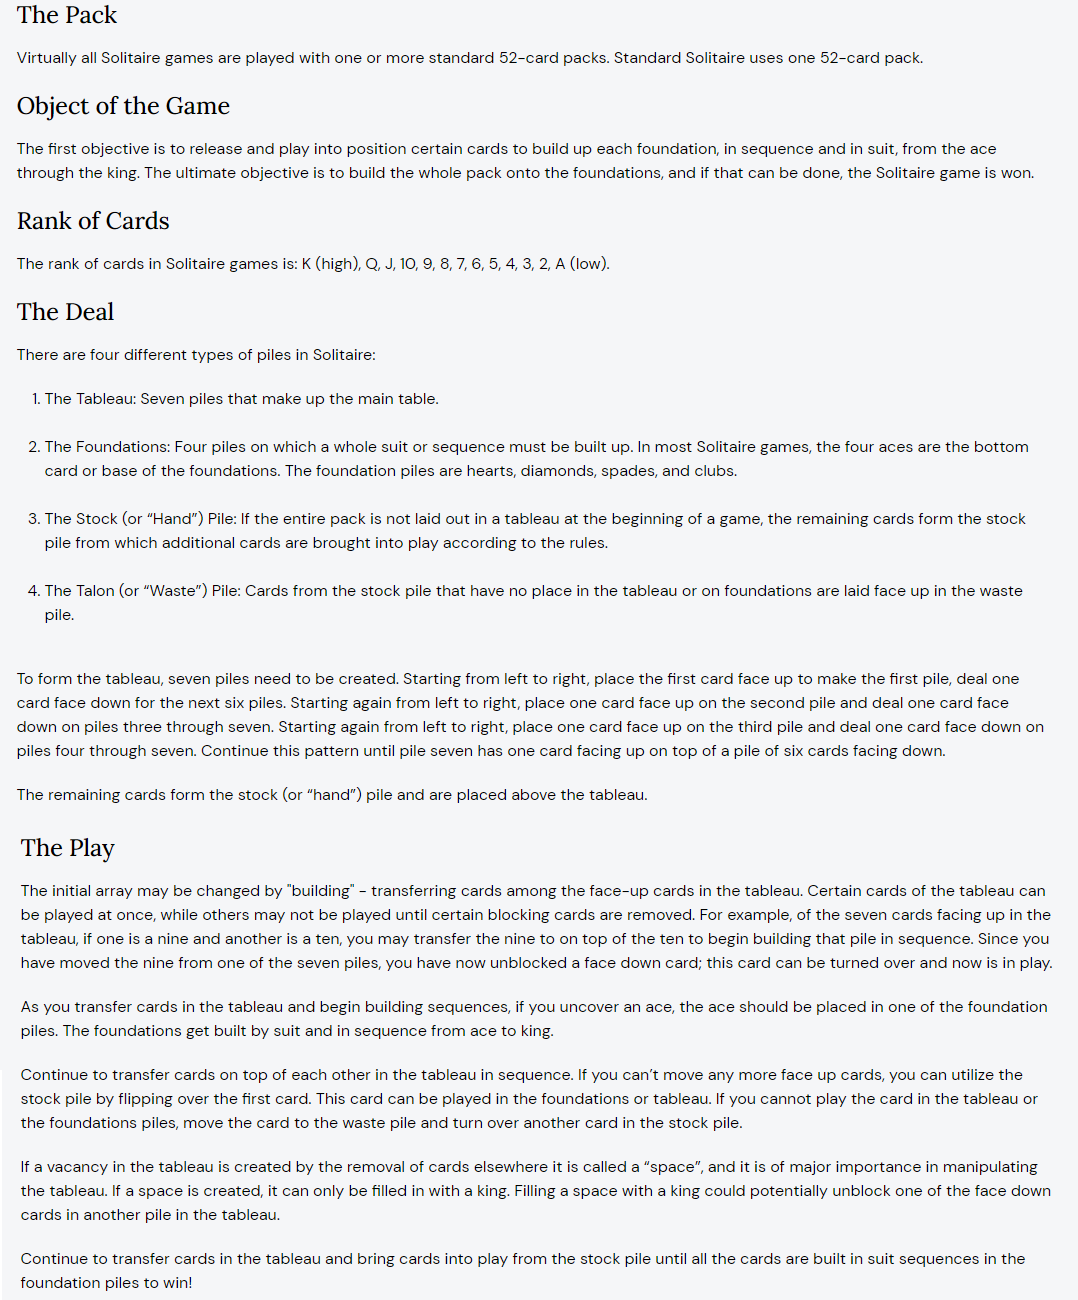 The Pack
Virtually all Solitaire games are played with one or more standard 52-card packs. Standard Solitaire uses one 52-card pack.
Object of the Game
The first objective is to release and play into position certain cards to build up each foundation, in sequence and in suit, from the ace
through the king. The ultimate objective is to build the whole pack onto the foundations, and if that can be done, the Solitaire game is won.
Rank of Cards
The rank of cards in Solitaire games is: K (high), Q, J, 10, 9, 8, 7, 6, 5, 4, 3, 2, A (low).
The Deal
There are four different types of piles in Solitaire:
1. The Tableau: Seven piles that make up the main table.
2. The Foundations: Four piles on which a whole suit or sequence must be built up. In most Solitaire games, the four aces are the bottom
card or base of the foundations. The foundation piles are hearts, diamonds, spades, and clubs.
3. The Stock (or “Hand”) Pile: If the entire pack is not laid out in a tableau at the beginning of a game, the remaining cards form the stock
pile from which additional cards are brought into play according to the rules.
4. The Talon (or “Waste”) Pile: Cards from the stock pile that have no place in the tableau or on foundations are laid face up in the waste
pile.
To form the tableau, seven piles need to be created. Starting from left to right, place the first card face up to make the first pile, deal one
card face down for the next six piles. Starting again from left to right, place one card face up on the second pile and deal one card face
down on piles three through seven. Starting again from left to right, place one card face up on the third pile and deal one card face down on
piles four through seven. Continue this pattern until pile seven has one card facing up on top of a pile of six cards facing down.
The remaining cards form the stock (or “hand”) pile and are placed above the tableau.
The Play
The initial array may be changed by "building" - transferring cards among the face-up cards in the tableau. Certain cards of the tableau can
be played at once, while others may not be played until certain blocking cards are removed. For example, of the seven cards facing up in the
tableau, if one is a nine and another is a ten, you may transfer the nine to on top of the ten to begin building that pile in sequence. Since you
have moved the nine from one of the seven piles, you have now unblocked a face down card; this card can be turned over and now is in play.
As you transfer cards in the tableau and begin building sequences, if you uncover an ace, the ace should be placed in one of the foundation
piles. The foundations get built by suit and in sequence from ace to king.
Continue to transfer cards on top of each other in the tableau in sequence. If you can’t move any more face up cards, you can utilize the
stock pile by flipping over the first card. This card can be played in the foundations or tableau. If you cannot play the card in the tableau or
the foundations piles, move the card to the waste pile and turn over another card in the stock pile.
If a vacancy in the tableau is created by the removal of cards elsewhere it is called a “space”, and it is of major importance in manipulating
the tableau. If a space is created, it can only be filled in with a king. Filling a space with a king could potentially unblock one of the face down
cards in another pile in the tableau.
Continue to transfer cards in the tableau and bring cards into play from the stock pile until all the cards are built in suit sequences in the
foundation piles to win!